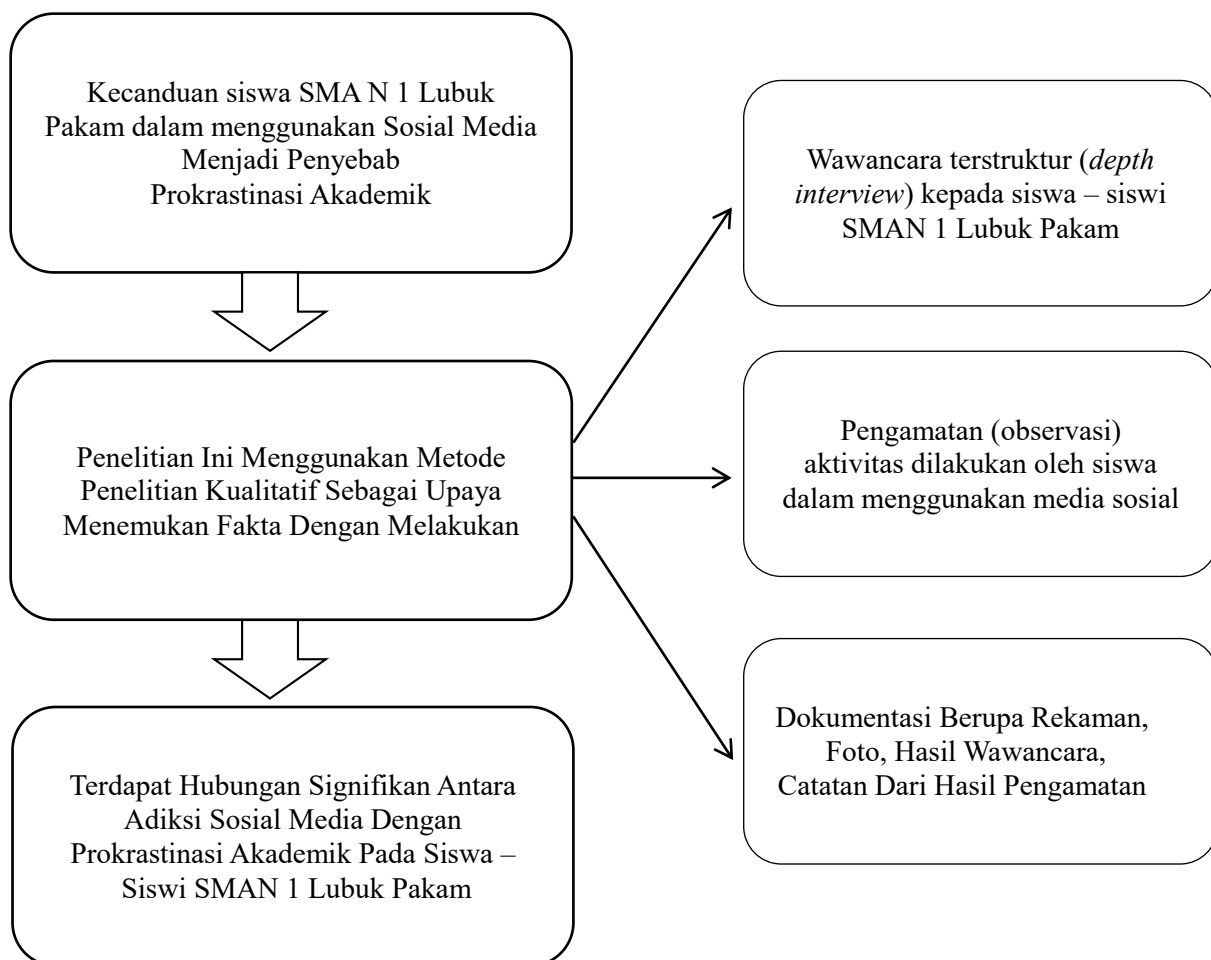 Kecanduan siswa SMA N 1 Lubuk
Pakam dalam menggunakan Sosial Media
Menjadi Penyebab
Prokrastinasi Akademik
Penelitian Ini Menggunakan Metode
Penelitian Kualitatif Sebagai Upaya
Menemukan Fakta Dengan Melakukan
Terdapat Hubungan Signifikan Antara
Adiksi Sosial Media Dengan
Prokrastinasi Akademik Pada Siswa –
Siswi SMAN 1 Lubuk Pakam
Wawancara terstruktur (depth
interview) kepada siswa – siswi
SMAN 1 Lubuk Pakam
Pengamatan (observasi)
aktivitas dilakukan oleh siswa
dalam menggunakan media sosial
Dokumentasi Berupa Rekaman,
Foto, Hasil Wawancara,
Catatan Dari Hasil Pengamatan